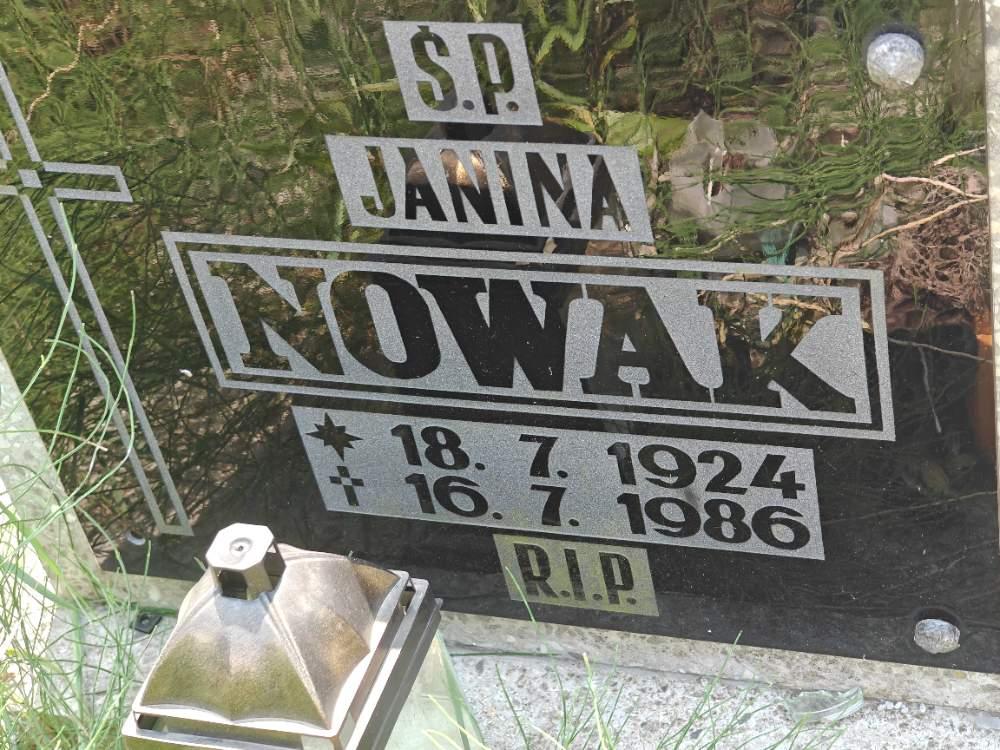 Ś.P.
JANINA
NOWAK
18. 7. 1924
16. 7. 1986
R.I.P.